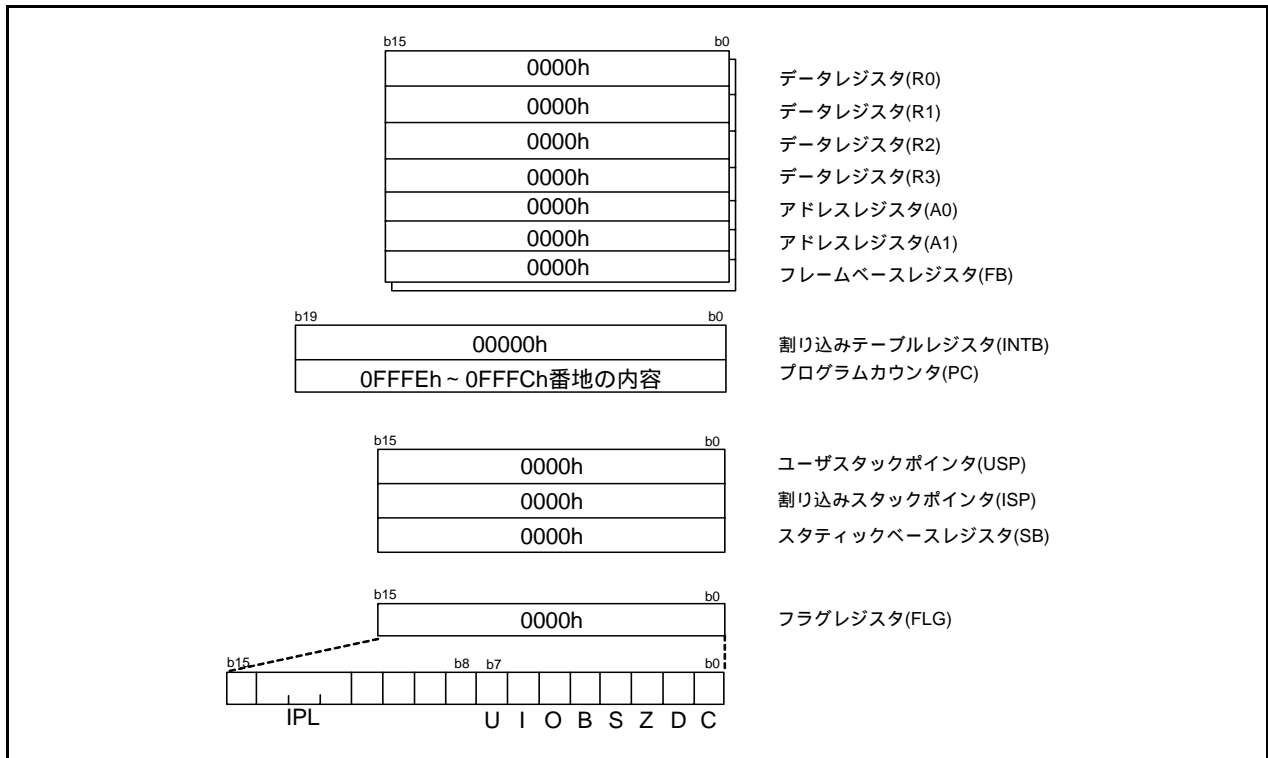 b15 b0
0000h データレジスタ(R0)
0000h データレジスタ(R1)
0000h データレジスタ(R2)
0000h データレジスタ(R3)
0000h アドレスレジスタ(A0)
0000h アドレスレジスタ(A1)
0000h フレームベースレジスタ(FB)
b19 b0
00000h 割り込みテーブルレジスタ(INTB)
0FFFEh ~ 0FFFCh番地の内容 プログラムカウンタ(PC)
b15 b0
0000h ユーザスタックポインタ(USP)
0000h 割り込みスタックポインタ(ISP)
0000h スタティックベースレジスタ(SB)
b15 b0
0000h フラグレジスタ(FLG)
b15 b8 b7 b0
IPL U I O B S Z D C